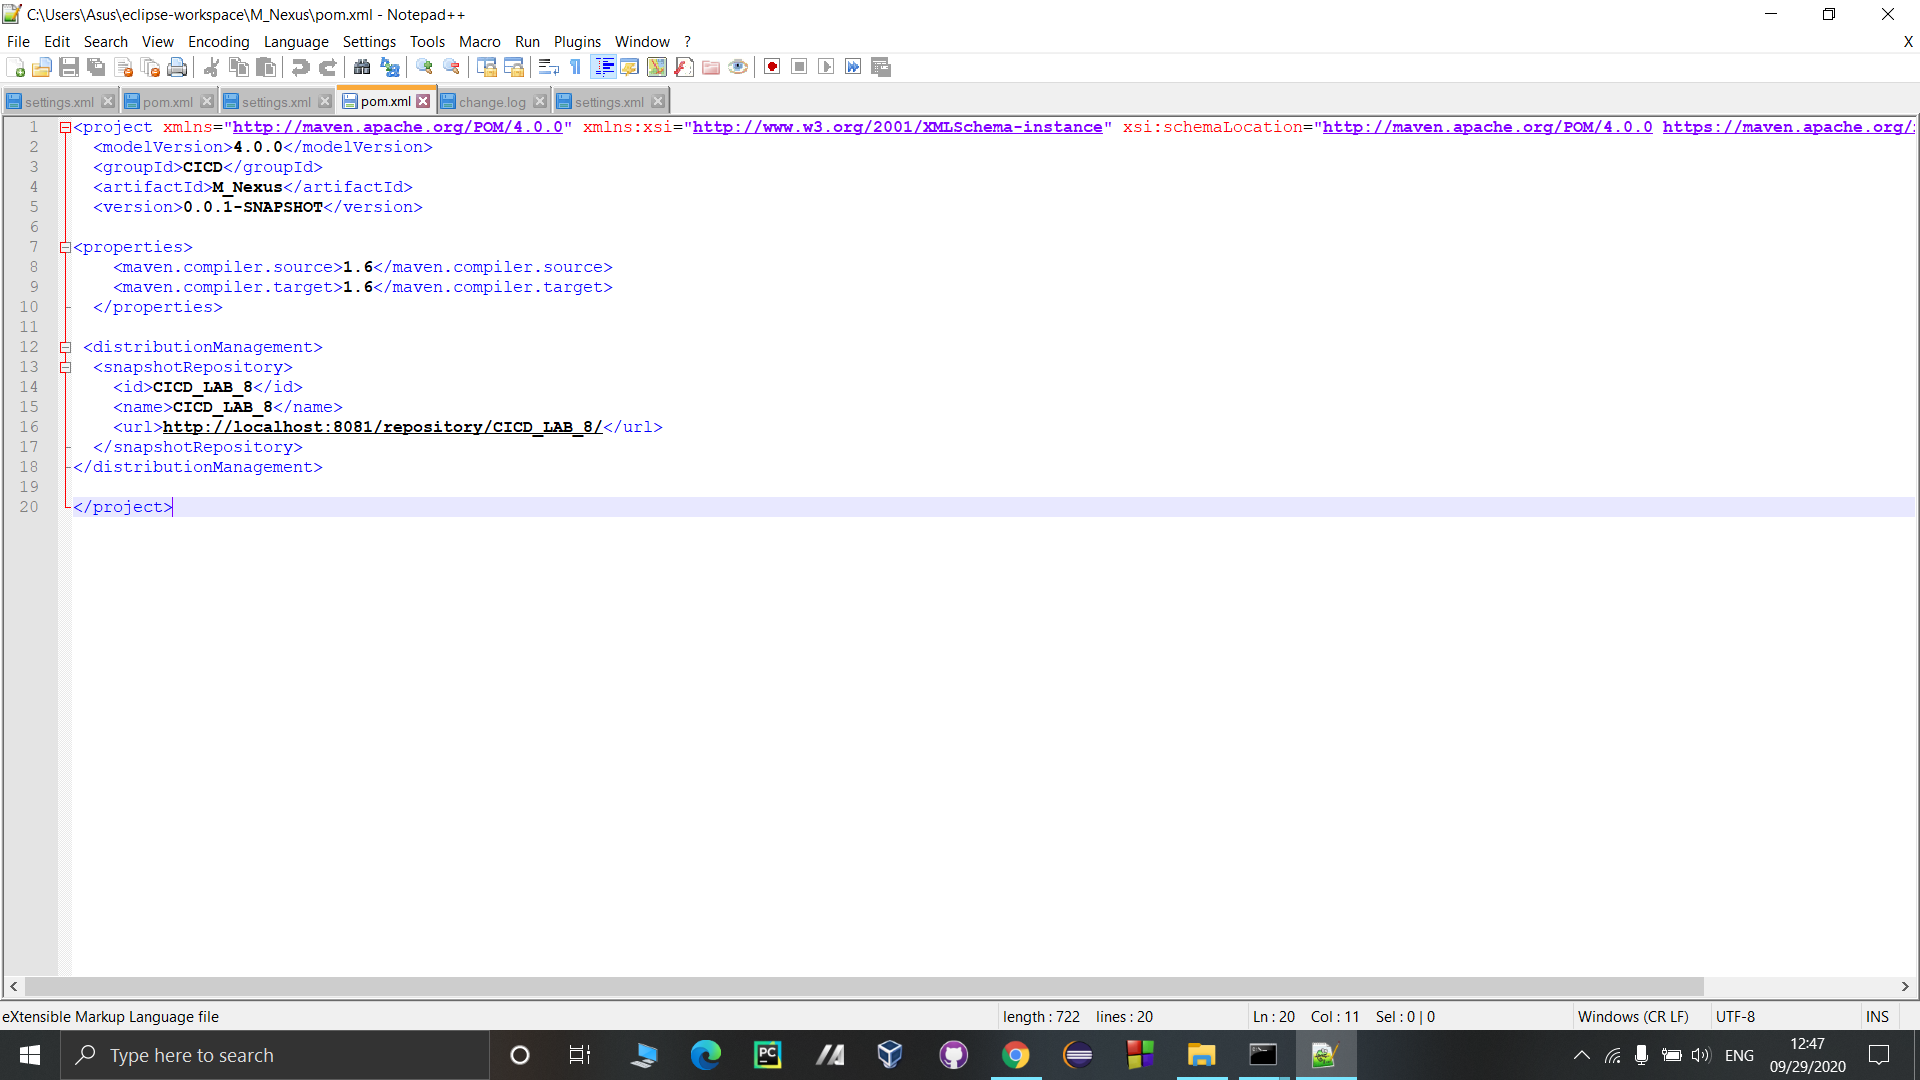 C:\Users\Asus\eclipse-workspace\M_Nexus\pom.xml - Notepad++
File Edit Search View Encoding Language Settings Tools Macro Run Plugins Window ? X
settings.xml pom.xml settings.xml pom.xml change.log settings.xml
1 <project xmlns="http://maven.apache.org/POM/4.0.0" xmlns:xsi="http://www.w3.org/2001/XMLSchema-instance" xsi:schemaLocation="http://maven.apache.org/POM/4.0.0 https://maven.apache.org/
2 <modelVersion>4.0.0</modelVersion>
3 <groupId>CICD</groupId>
4 <artifactId>M_Nexus</artifactId>
5 <version>0.0.1-SNAPSHOT</version>
6
7 <properties>
8 <maven.compiler.source>1.6</maven.compiler.source>
9 <maven.compiler.target>1.6</maven.compiler.target>
10 </properties>
11
12 <distributionManagement>
13 <snapshotRepository>
14 <id>CICD_LAB_8</id>
15 <name>CICD_LAB_8</name>
16 <url>http://localhost:8081/repository/CICD_LAB_8/</url>
17 </snapshotRepository>
18 </distributionManagement>
19
20 </project>
eXtensible Markup Language file length : 722 lines : 20 Ln : 20 Col : 11 Sel : 0 | 0 Windows (CR LF) UTF-8 INS
Type here to search PC ENG 12:47
09/29/2020